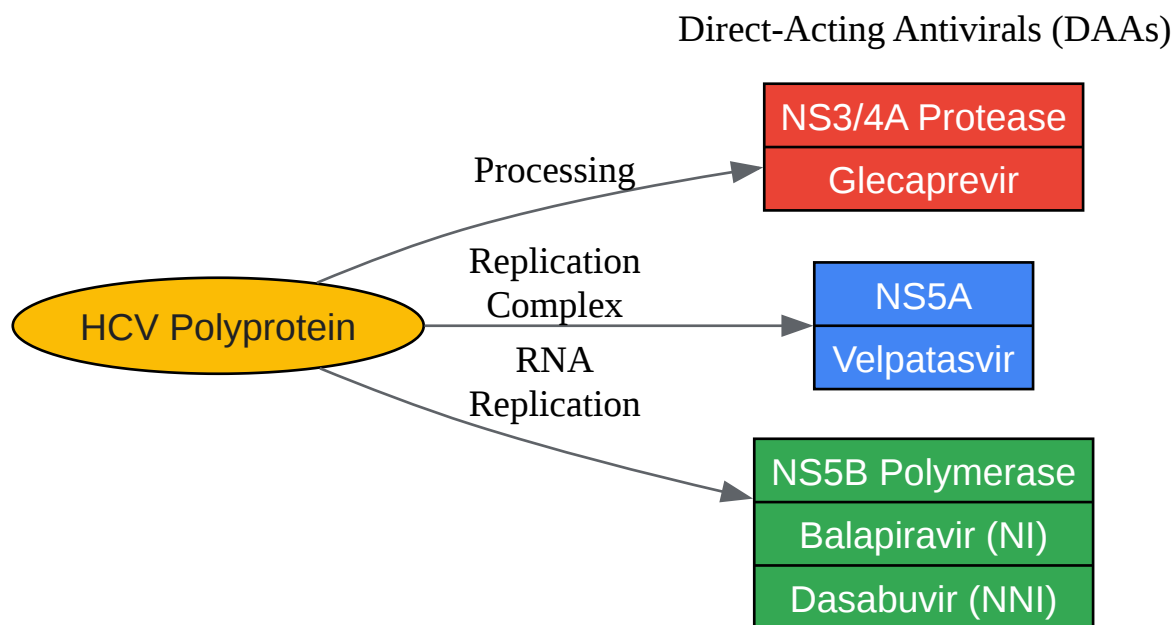 Direct-Acting Antivirals (DAAs)
NS3/4A Protease
Glecaprevir
Processing
Replication
Complex
NS5A
Velpatasvir
HCV Polyprotein
RNA
Replication
NS5B Polymerase
Balapiravir (NI)
Dasabuvir (NNI)